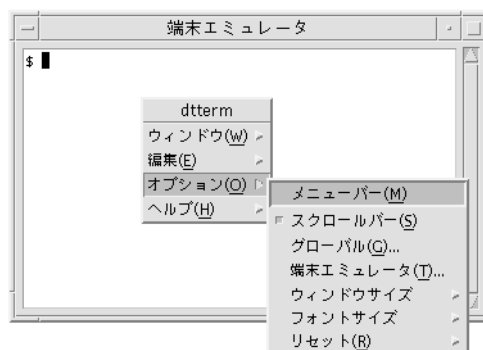 端末エミュレータ
$
dtterm
ウィンドウ(W)
編集(E)
オプション(O)
ヘルプ(H)
メニューバー(M)
スクロールバー(S)
グローバル(G)...
端末エミュレータ(T)...
ウィンドウサイズ
フォントサイズ
リセット(R)